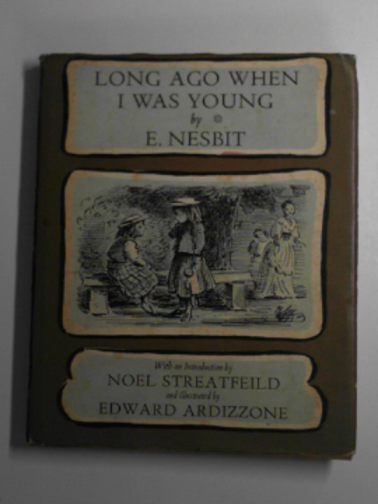 LONG AGO WHEN
I WAS YOUNG
by
E. NESBIT
With an Introduction by
NOEL STREATFEILD
and illustrated by
EDWARD ARDIZZONE